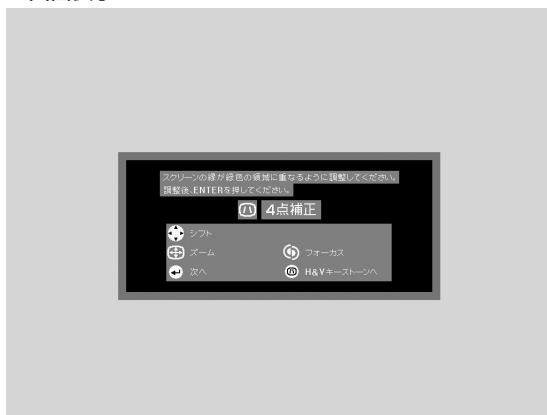 スクリーンの縁が緑色の領域に重なるように調整してください。
調整後、ENTERを押してください。
4点補正
シフト
ズーム
フォーカス
次へ
H&Vキーストーンへ